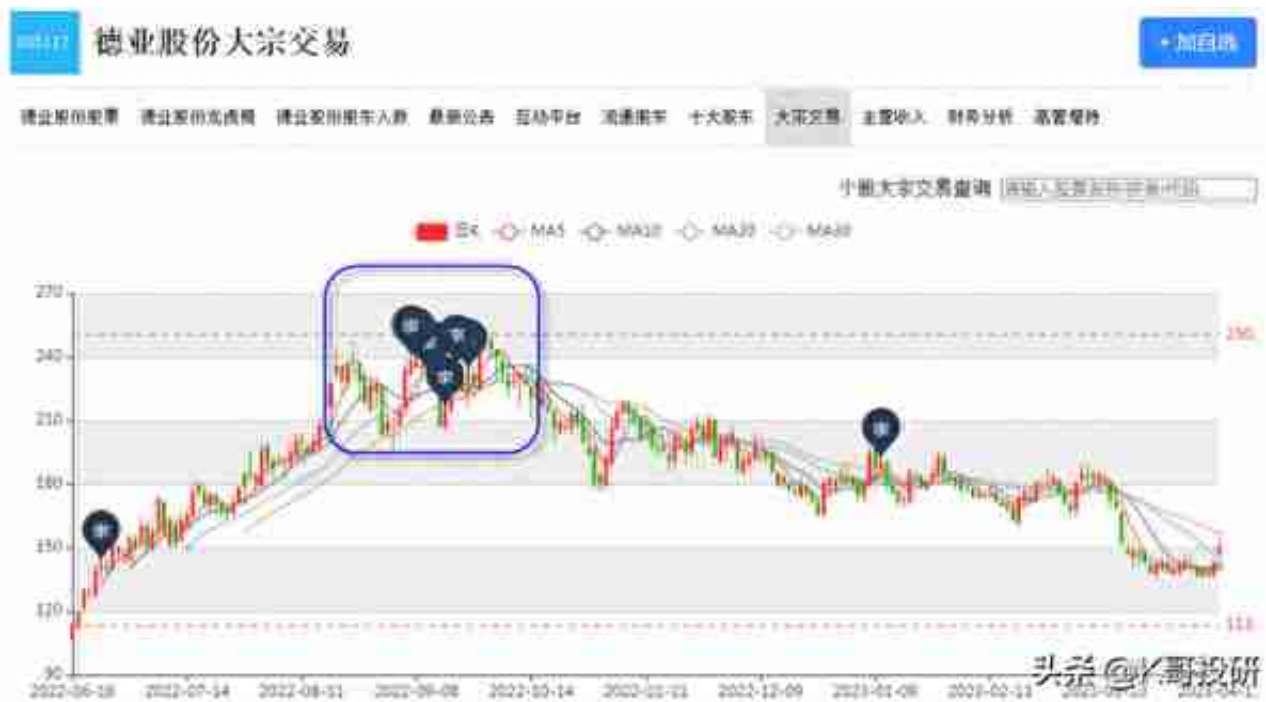 德业股份大宗交易
+加自选
德业股份股票 德业股份龙虎榜 德业股份股东人数 最新公告 互动平台 流通股东 十大股东 大宗交易 主营收入 财务分析 高管增持
个股大宗交易查询
日K MA5 MA10 MA20 MA30
270
240
210
180
150
120
90
2022-06-16 2022-07-14 2022-08-11 2022-09-08 2022-10-14 2022-11-11 2022-12-09 2023-01-09 2023-02-13
头条 @K哥投研